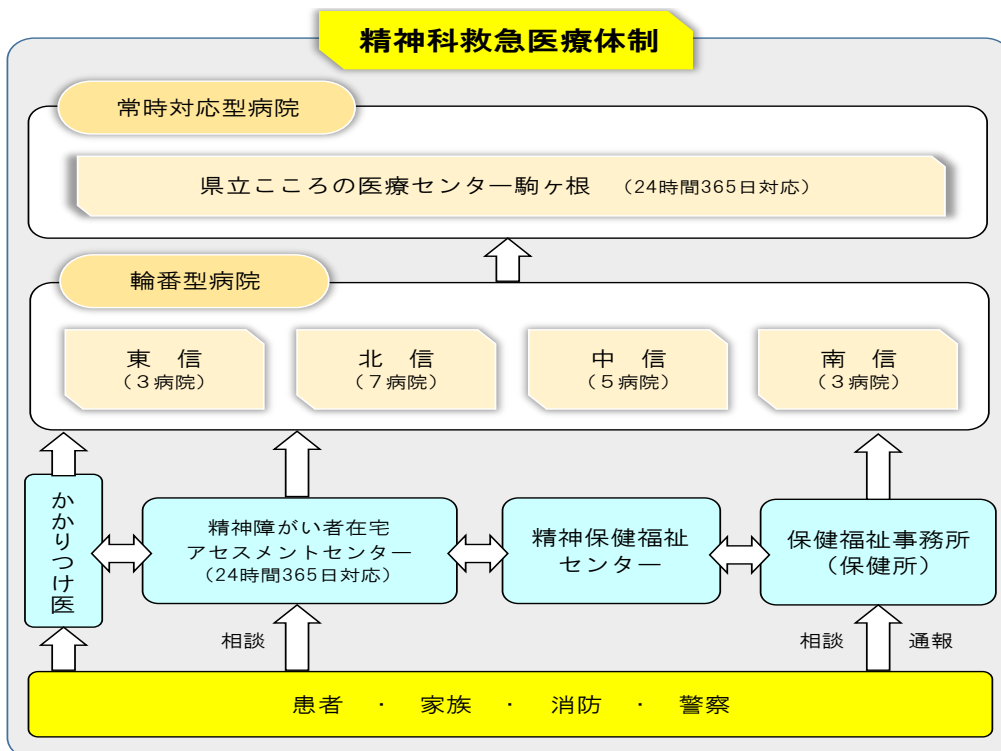 精神科救急医療体制
常時対応型病院
県立こころの医療センター駒ヶ根 (24時間365日対応)
輪番型病院
東 信
(3病院)
北 信
(7病院)
中 信
(5病院)
南 信
(3病院)
かかりつけ医
精神障がい者在宅
アセスメントセンター
(24時間365日対応)
精神保健福祉
センター
保健福祉事務所
(保健所)
相談
相談 通報
患者 ・ 家族 ・ 消防 ・ 警察